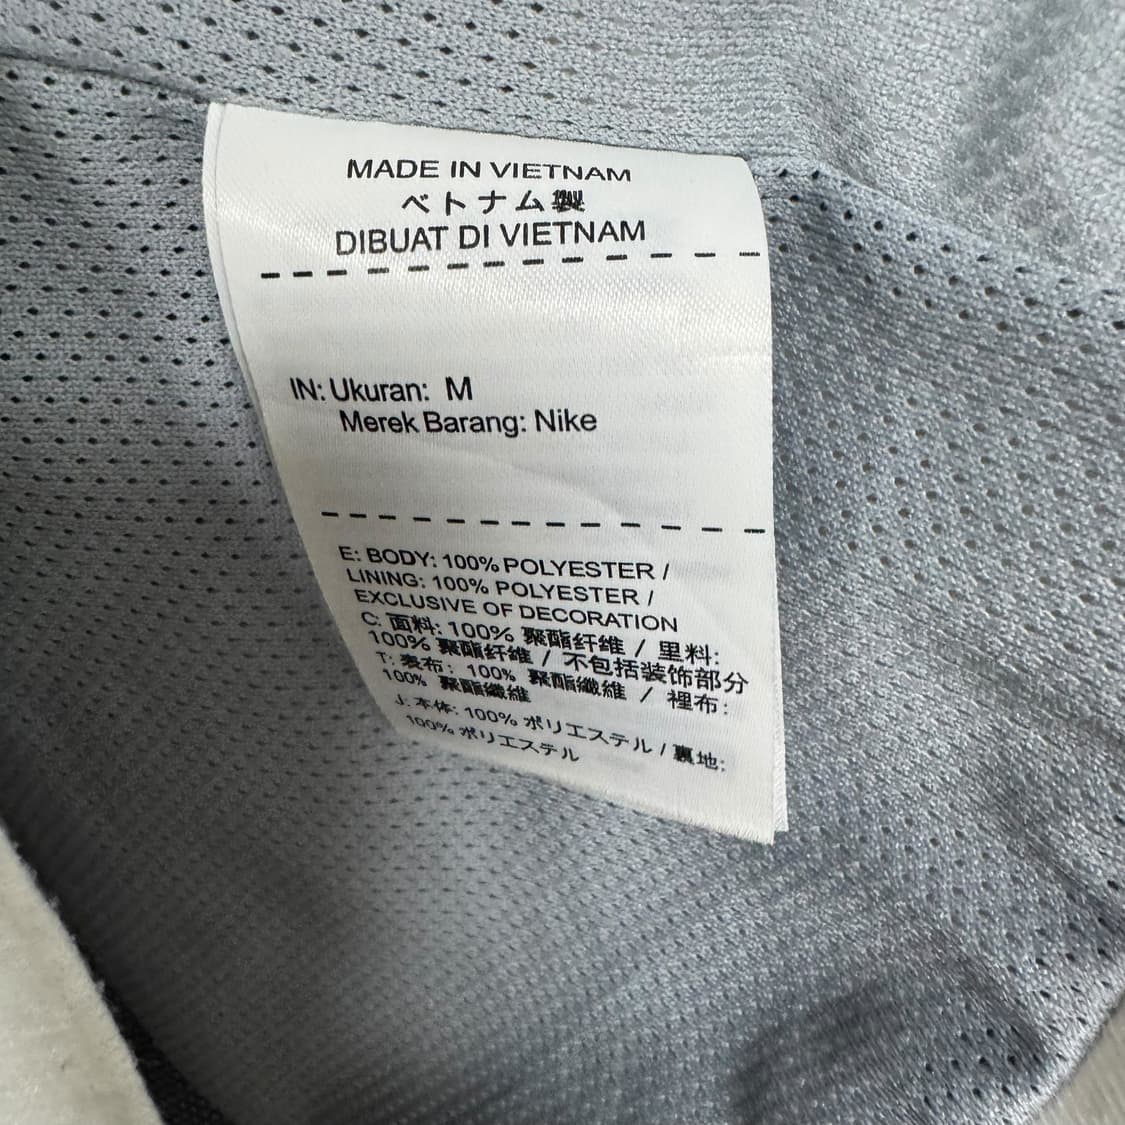 MADE IN VIETNAM
ベトナム製
DIBUAT DI VIETNAM
IN: Ukuran: M
Merek Barang: Nike
E: BODY: 100% POLYESTER /
LINING: 100% POLYESTER /
EXCLUSIVE OF DECORATION
C: 面料: 100% 聚酯纤维 / 里料:
100% 聚酯纤维 / 不包括装饰部分
T: 表布: 100% 聚酯纖維 / 裡布:
100% 聚酯纖維
J: 本体: 100% ポリエステル / 裏地:
100% ポリエステル